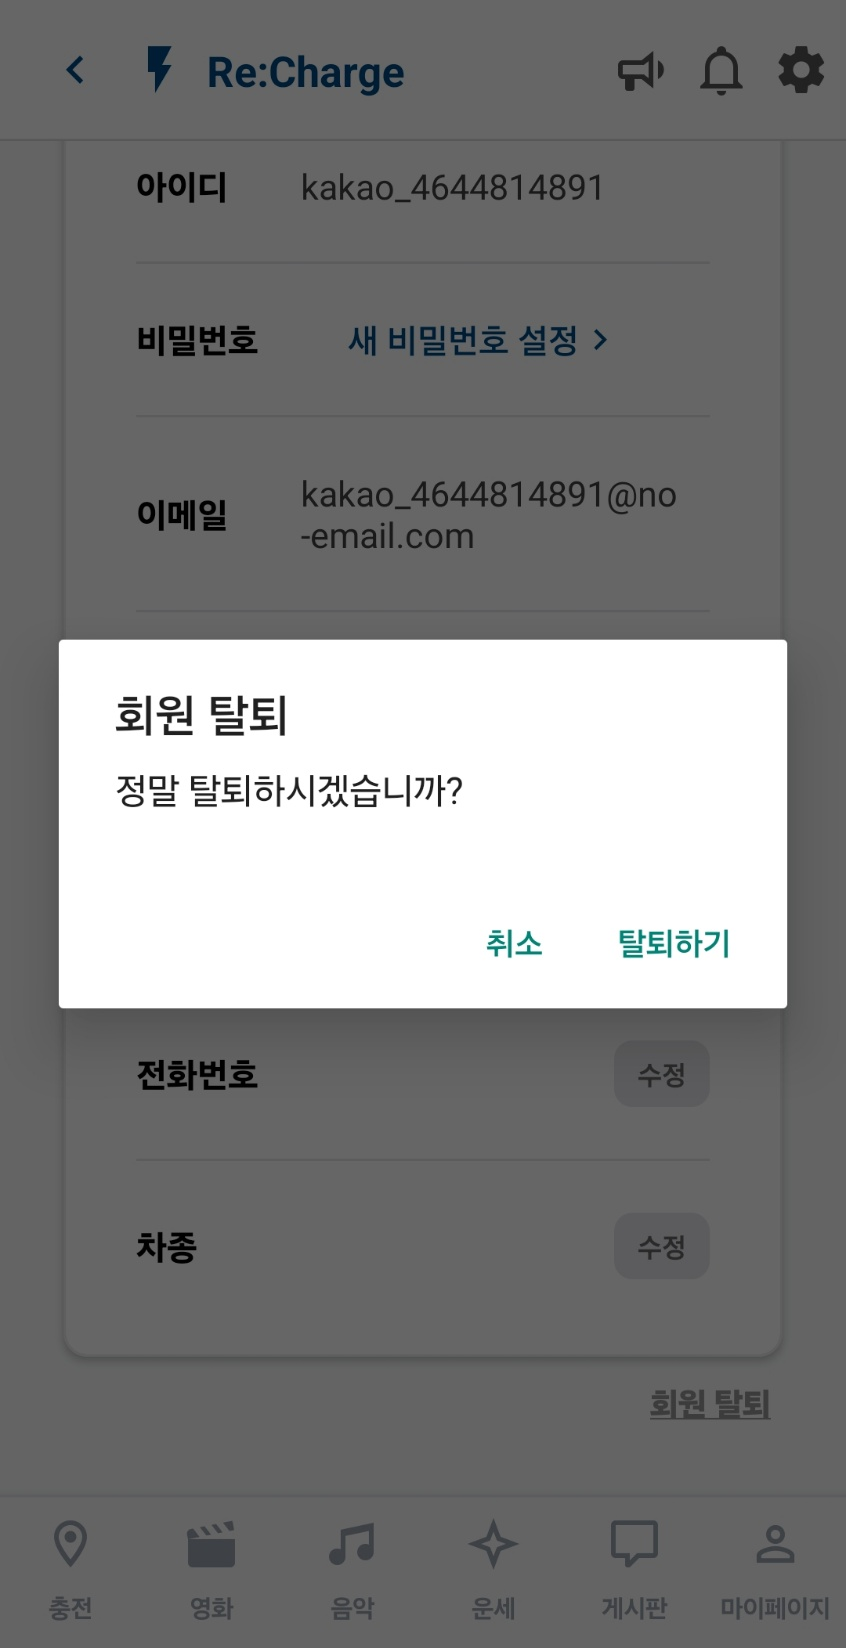 Re:Charge
아이디 kakao_4644814891
비밀번호 새 비밀번호 설정 >
이메일 kakao_4644814891@no
-email.com
회원 탈퇴
정말 탈퇴하시겠습니까?
취소 탈퇴하기
전화번호 수정
차종 수정
회원 탈퇴
충전 영화 음악 운세 게시판 마이페이지